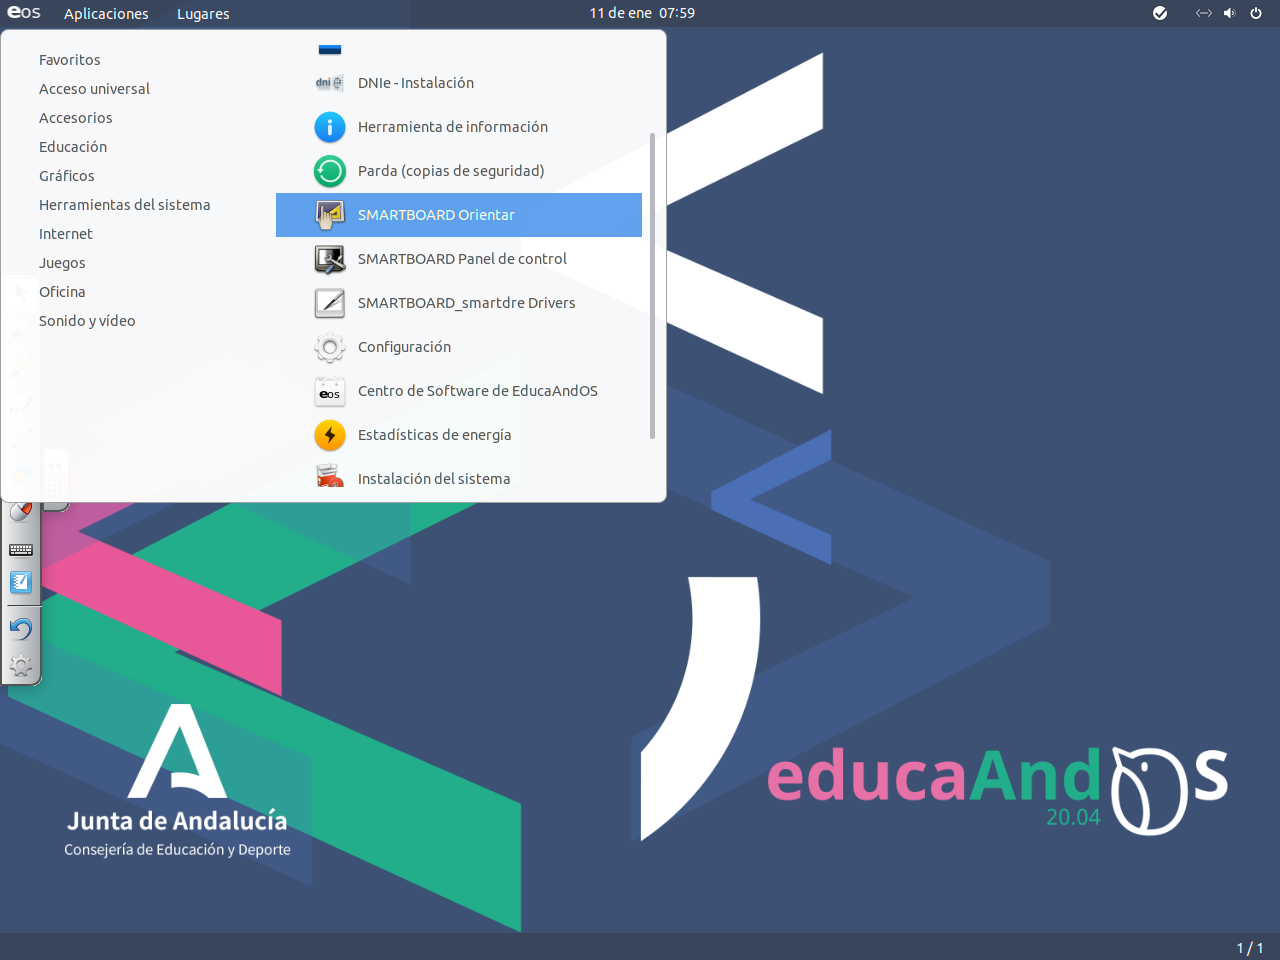 eos Aplicaciones Lugares 11 de ene 07:59
Favoritos
Acceso universal
Accesorios
Educación
Gráficos
Herramientas del sistema
Internet
Juegos
Oficina
Sonido y vídeo
dni DNIe - Instalación
Herramienta de información
Parda (copias de seguridad)
SMARTBOARD Orientar
SMARTBOARD Panel de control
SMARTBOARD_smartdre Drivers
Configuración
eos Centro de Software de EducaAndOS
Estadísticas de energía
Instalación del sistema
Junta de Andalucía
Consejería de Educación y Deporte
educaAndOS
20.04
1 / 1